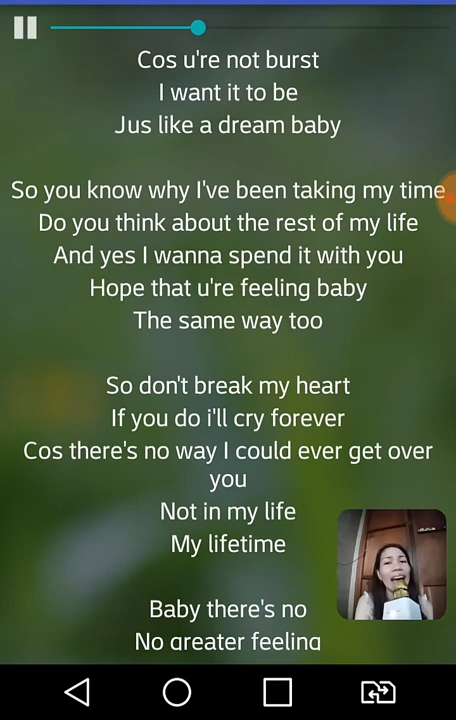 Cos u're not burst
I want it to be
Jus like a dream baby
So you know why I've been taking my time
Do you think about the rest of my life
And yes I wanna spend it with you
Hope that u're feeling baby
The same way too
So don't break my heart
If you do i'll cry forever
Cos there's no way I could ever get over
you
Not in my life
My lifetime
Baby there's no
No greater feeling